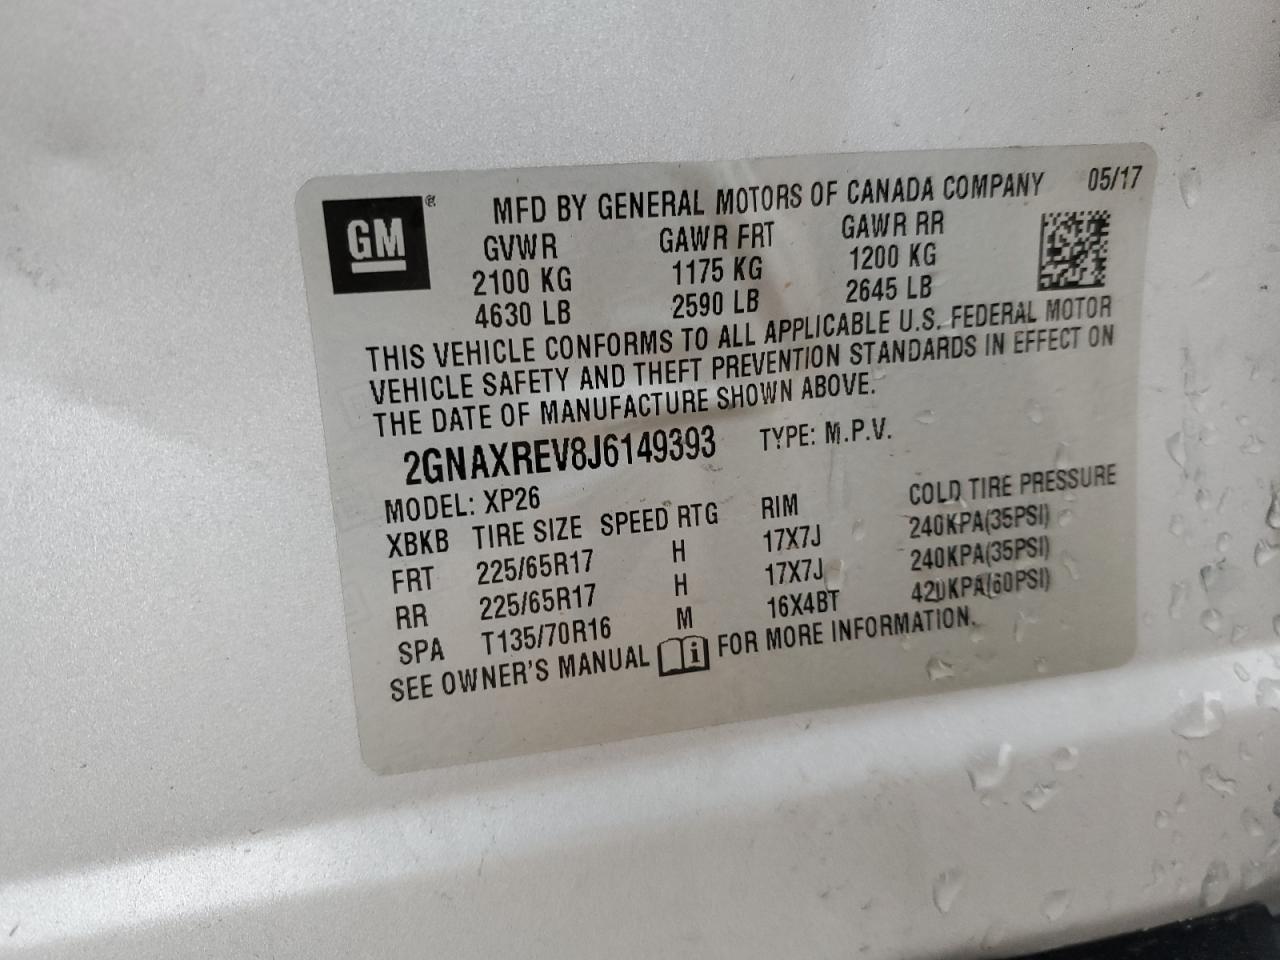 GM®
MFD BY GENERAL MOTORS OF CANADA COMPANY 05/17
GVWR GAWR FRT GAWR RR
2100 KG 1175 KG 1200 KG
4630 LB 2590 LB 2645 LB
THIS VEHICLE CONFORMS TO ALL APPLICABLE U.S. FEDERAL MOTOR
VEHICLE SAFETY AND THEFT PREVENTION STANDARDS IN EFFECT ON
THE DATE OF MANUFACTURE SHOWN ABOVE.
2GNAXREV8J6149393 TYPE: M.P.V.
MODEL: XP26
XBKB TIRE SIZE SPEED RTG RIM COLD TIRE PRESSURE
FRT 225/65R17 H 17X7J 240KPA(35PSI)
RR 225/65R17 H 17X7J 240KPA(35PSI)
SPA T135/70R16 M 16X4BT 420KPA(60PSI)
SEE OWNER'S MANUAL i FOR MORE INFORMATION.